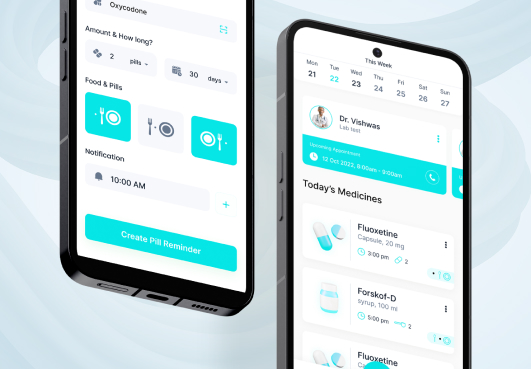 Oxycodone
Amount & How long?
2 pills
30 days
Food & Pills
Notification
10:00 AM
+
Create Pill Reminder
This Week
Mon Tue Wed Thu Fri Sat Sun
21 22 23 24 25 26 27
Dr. Vishwas
Lab test
Upcoming Appointment
12 Oct 2023, 8:00am - 9:00am
Today's Medicines
Fluoxetine
Capsule, 20 mg
3:00 pm 2
Forskof-D
syrup, 100 ml
5:00 pm 2
Fluoxetine